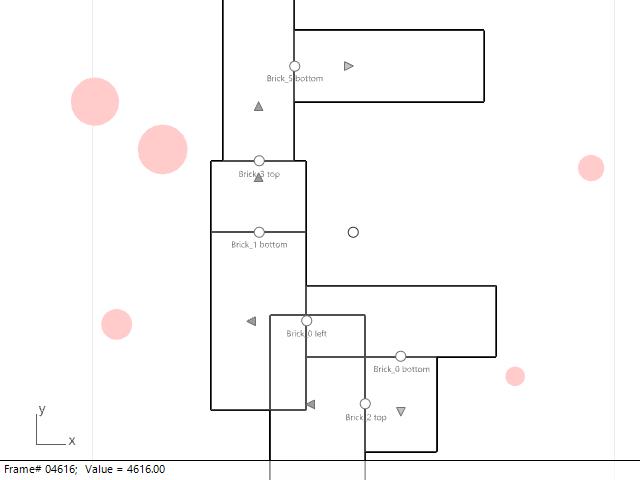 Brick_5 bottom
Brick_3 top
Brick_1 bottom
Brick_0 left
Brick_0 bottom
Brick_2 top
y
x
Frame# 04616; Value = 4616.00